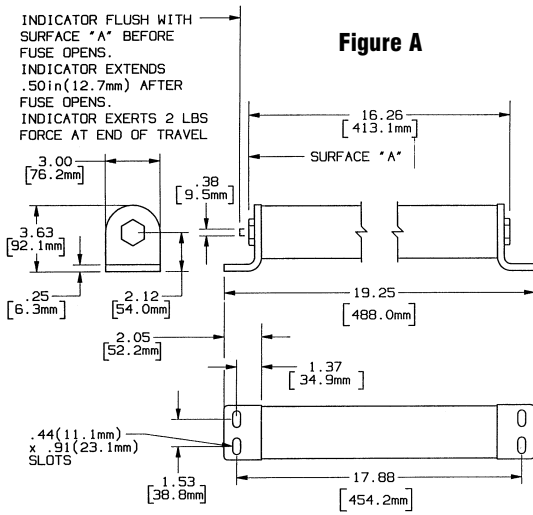 INDICATOR FLUSH WITH
SURFACE "A" BEFORE
FUSE OPENS.
INDICATOR EXTENDS
.50in(12.7mm) AFTER
FUSE OPENS.
INDICATOR EXERTS 2 LBS
FORCE AT END OF TRAVEL
Figure A
16.26
[413.1mm]
SURFACE "A"
3.00
[76.2mm]
.38
[9.5mm]
3.63
[92.1mm]
.25
[6.3mm]
2.12
[54.0mm]
19.25
[488.0mm]
2.05
[52.2mm]
1.37
[34.9mm]
.44(11.1mm)
x .91(23.1mm)
SLOTS
1.53
[38.8mm]
17.88
[454.2mm]